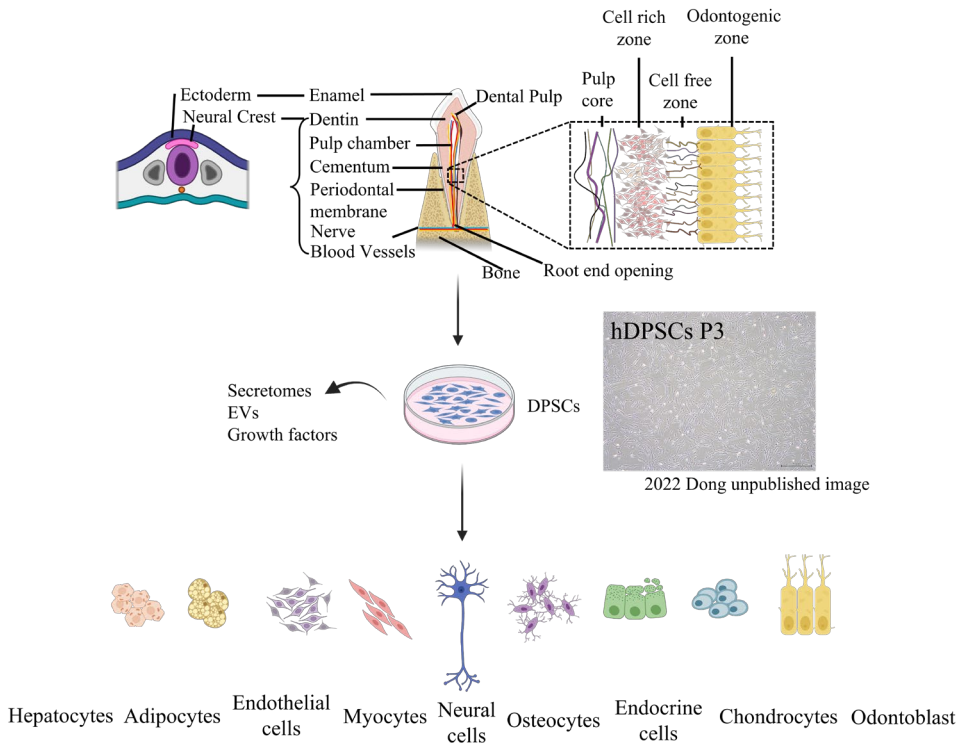 Cell rich
zone
Odontogenic
zone
Pulp
core
Cell free
zone
Ectoderm
Enamel
Dental Pulp
Neural Crest
Dentin
Pulp chamber
Cementum
Periodontal
membrane
Nerve
Blood Vessels
Bone
Root end opening
hDPSCs P3
Secretomes
EVs
Growth factors
DPSCs
2022 Dong unpublished image
Hepatocytes
Adipocytes
Endothelial
cells
Myocytes
Neural
cells
Osteocytes
Endocrine
cells
Chondrocytes
Odontoblast